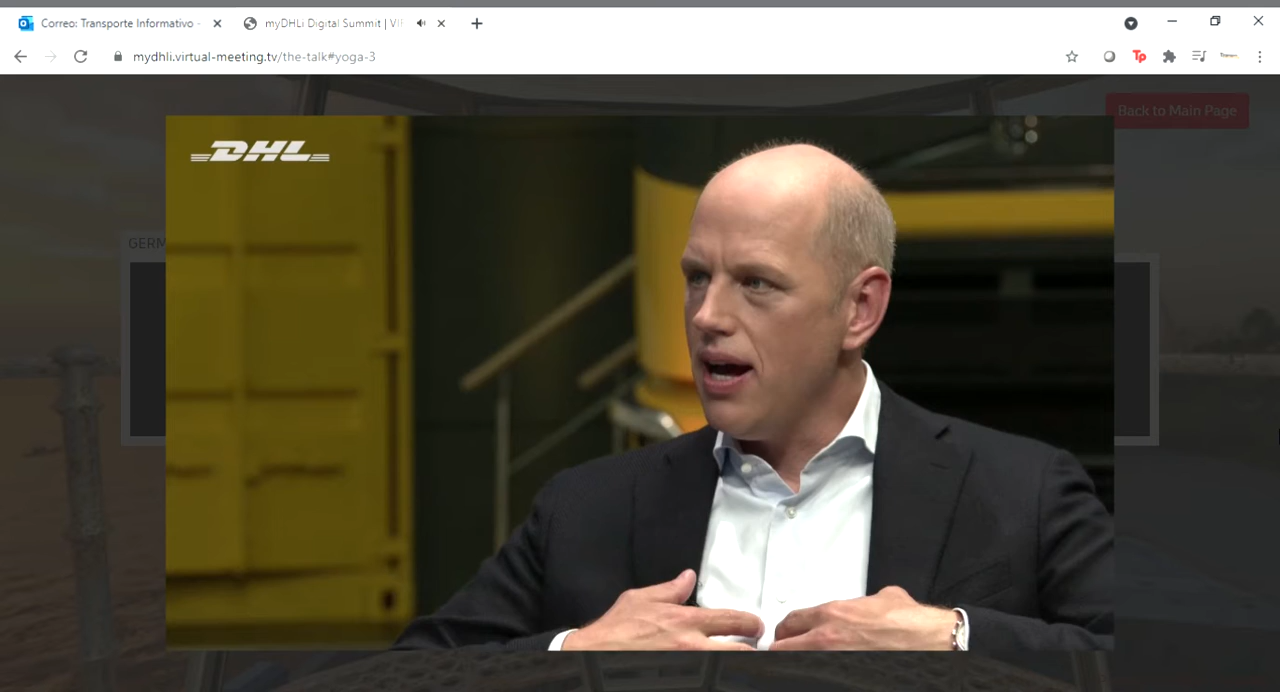 Correo: Transporte Informativo -
myDHLi Digital Summit | VI
mydhli.virtual-meeting.tv/the-talk#yoga-3
Tp
Back to Main Page
DHL
GERM